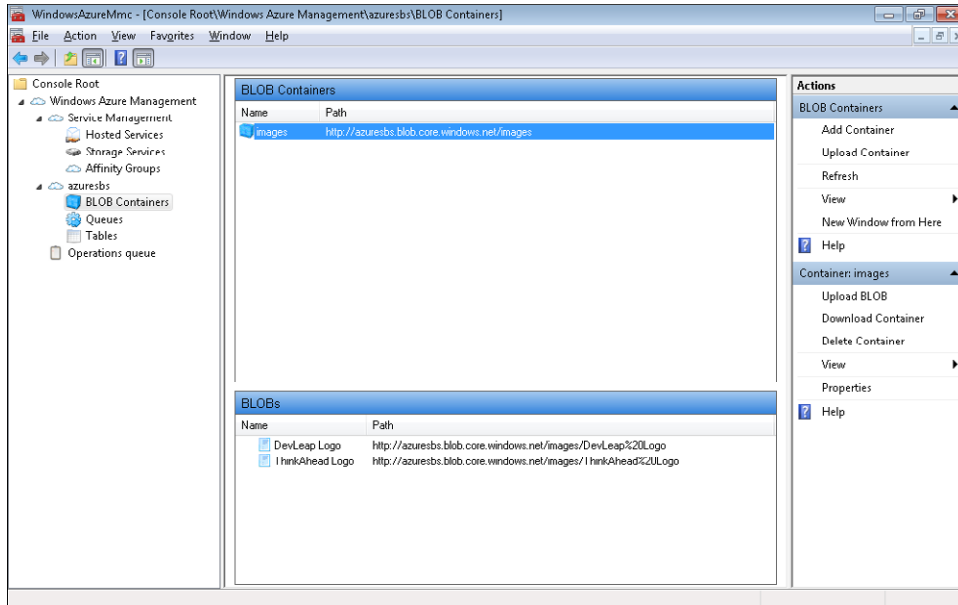 WindowsAzureMmc - [Console Root\Windows Azure Management\azuresbs\BLOB Containers]
File Action View Favorites Window Help
Console Root
Windows Azure Management
Service Management
Hosted Services
Storage Services
Affinity Groups
azuresbs
BLOB Containers
Queues
Tables
Operations queue
BLOB Containers
Name Path
images http://azuresbs.blob.core.windows.net/images
BLOBs
Name Path
DevLeap Logo http://azuresbs.blob.core.windows.net/images/DevLeap%20Logo
ThinkAhead Logo http://azuresbs.blob.core.windows.net/images/ThinkAhead%20Logo
Actions
BLOB Containers
Add Container
Upload Container
Refresh
View
New Window from Here
Help
Container: images
Upload BLOB
Download Container
Delete Container
View
Properties
Help